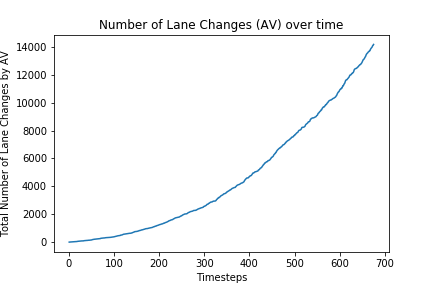 Number of Lane Changes (AV) over time
Total Number of Lane Changes by AV
14000
12000
10000
8000
6000
4000
2000
0
0 100 200 300 400 500 600 700
Timesteps